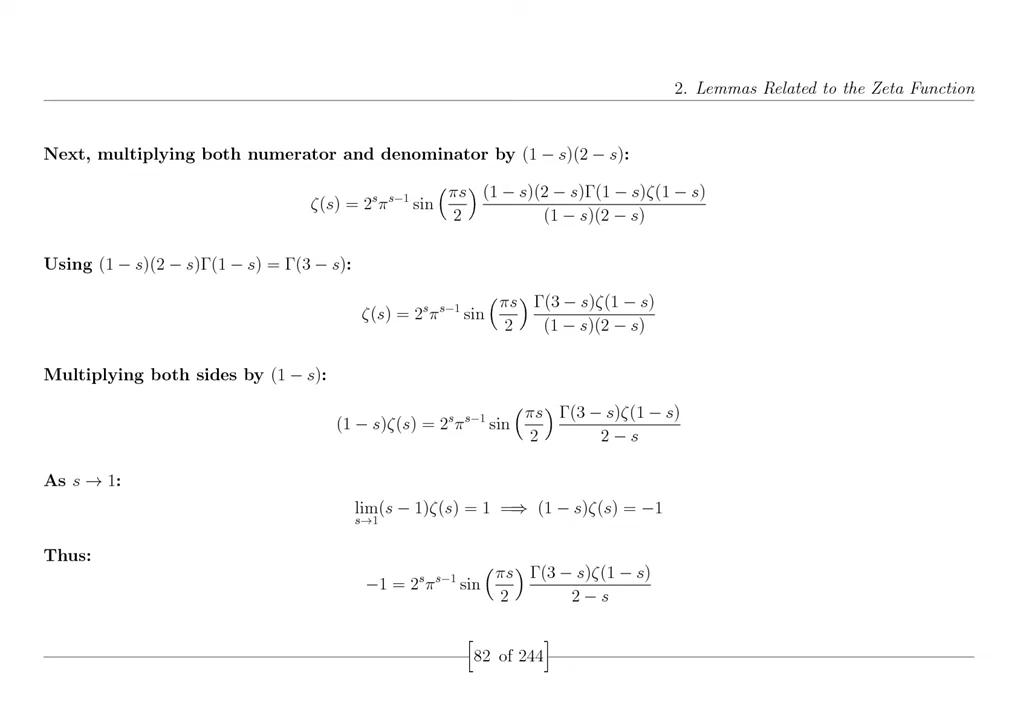 2. Lemmas Related to the Zeta Function
Next, multiplying both numerator and denominator by (1 − s)(2 − s):
ζ(s) = 2^s π^{s−1} sin(πs/2) (1 − s)(2 − s)Γ(1 − s)ζ(1 − s) / (1 − s)(2 − s)
Using (1 − s)(2 − s)Γ(1 − s) = Γ(3 − s):
ζ(s) = 2^s π^{s−1} sin(πs/2) Γ(3 − s)ζ(1 − s) / (1 − s)(2 − s)
Multiplying both sides by (1 − s):
(1 − s)ζ(s) = 2^s π^{s−1} sin(πs/2) Γ(3 − s)ζ(1 − s) / 2 − s
As s → 1:
lim_{s→1}(s − 1)ζ(s) = 1 ⟹ (1 − s)ζ(s) = −1
Thus:
−1 = 2^s π^{s−1} sin(πs/2) Γ(3 − s)ζ(1 − s) / 2 − s
[82 of 244]